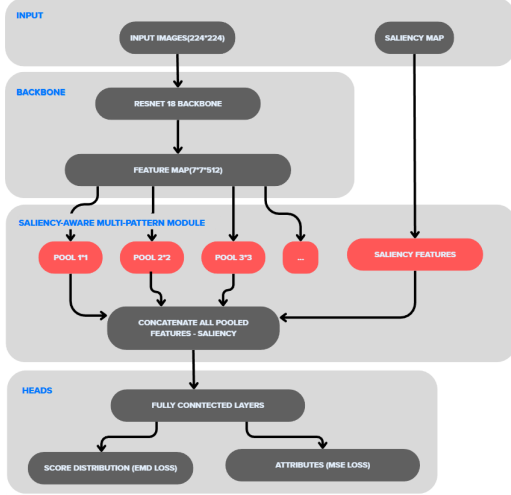 INPUT
INPUT IMAGES(224*224)
SALIENCY MAP
BACKBONE
RESNET 18 BACKBONE
FEATURE MAP(7*7*512)
SALIENCY-AWARE MULTI-PATTERN MODULE
POOL 1*1
POOL 2*2
POOL 3*3
...
SALIENCY FEATURES
CONCATENATE ALL POOLED
FEATURES - SALIENCY
HEADS
FULLY CONNTECTED LAYERS
SCORE DISTRIBUTION (EMD LOSS)
ATTRIBUTES (MSE LOSS)